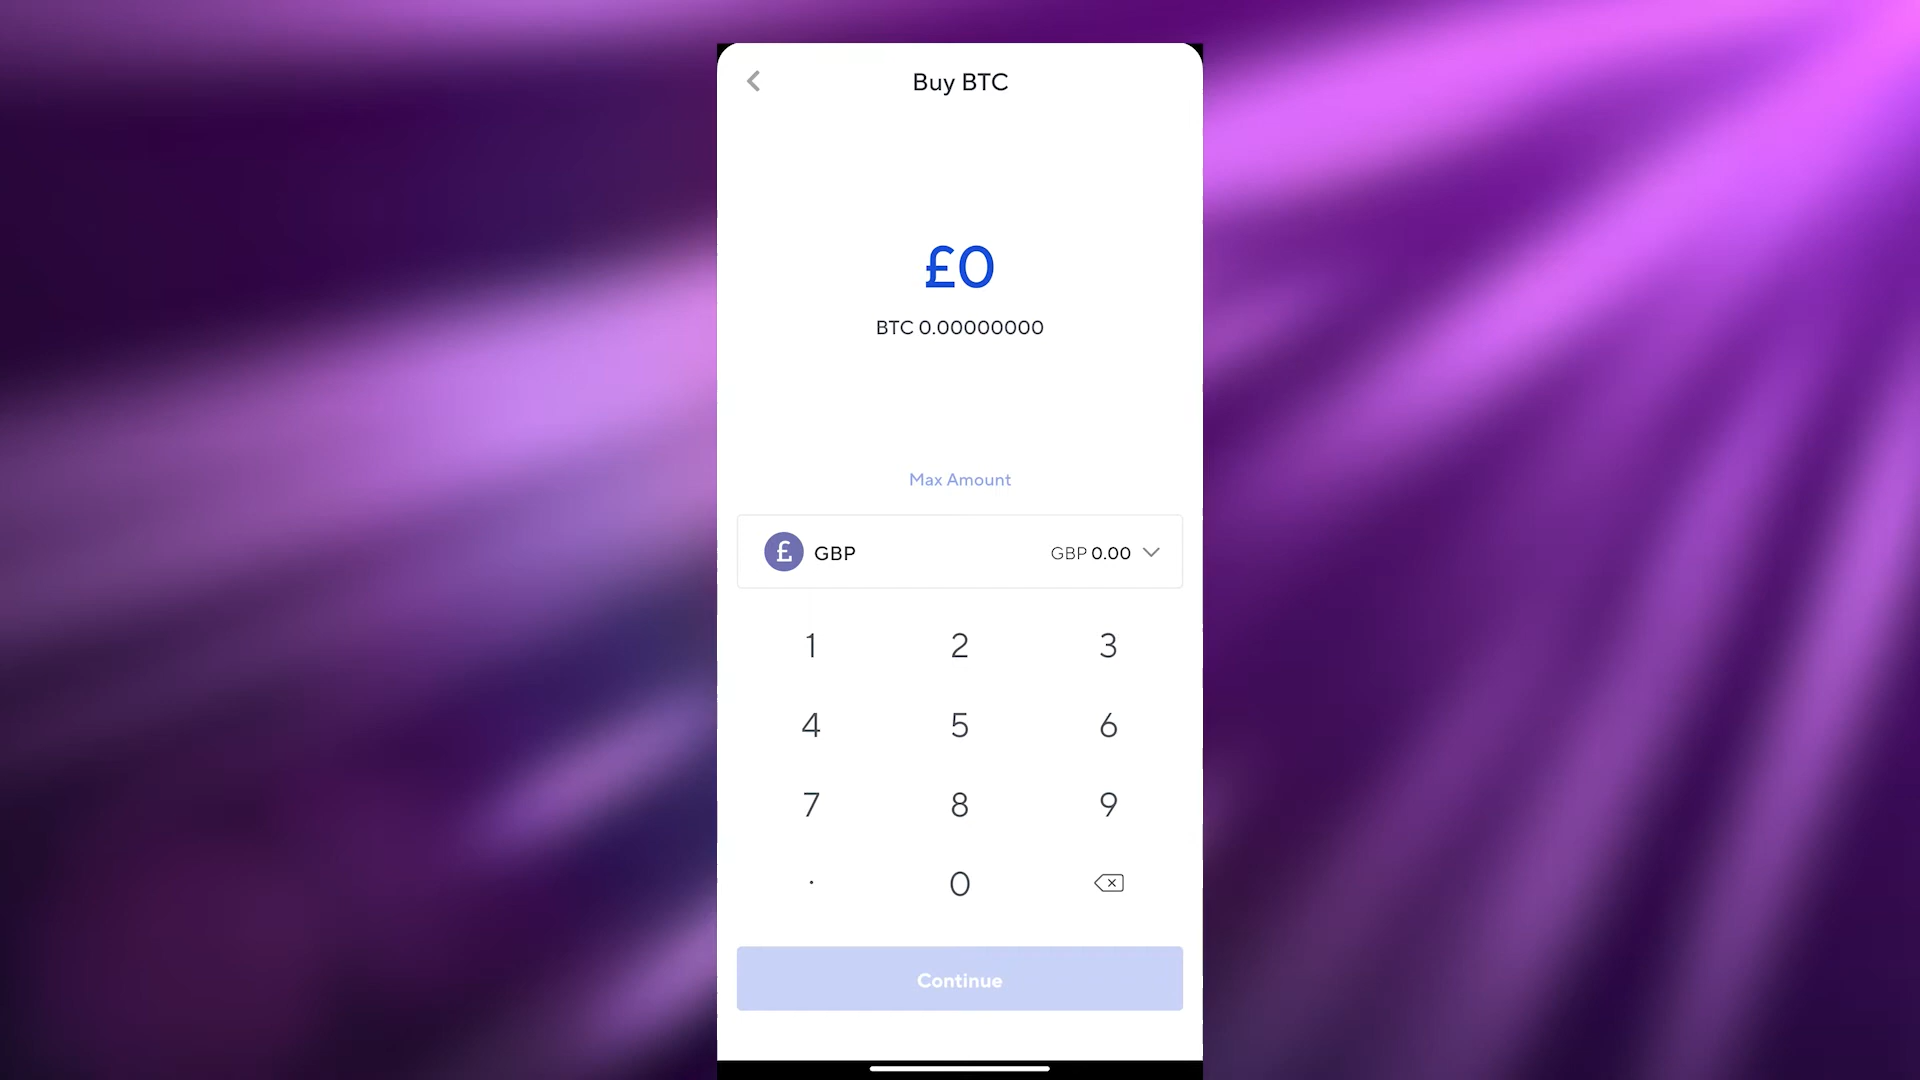 Buy BTC
£0
BTC 0.00000000
Max Amount
£ GBP GBP 0.00
1 2 3
4 5 6
7 8 9
. 0
Continue